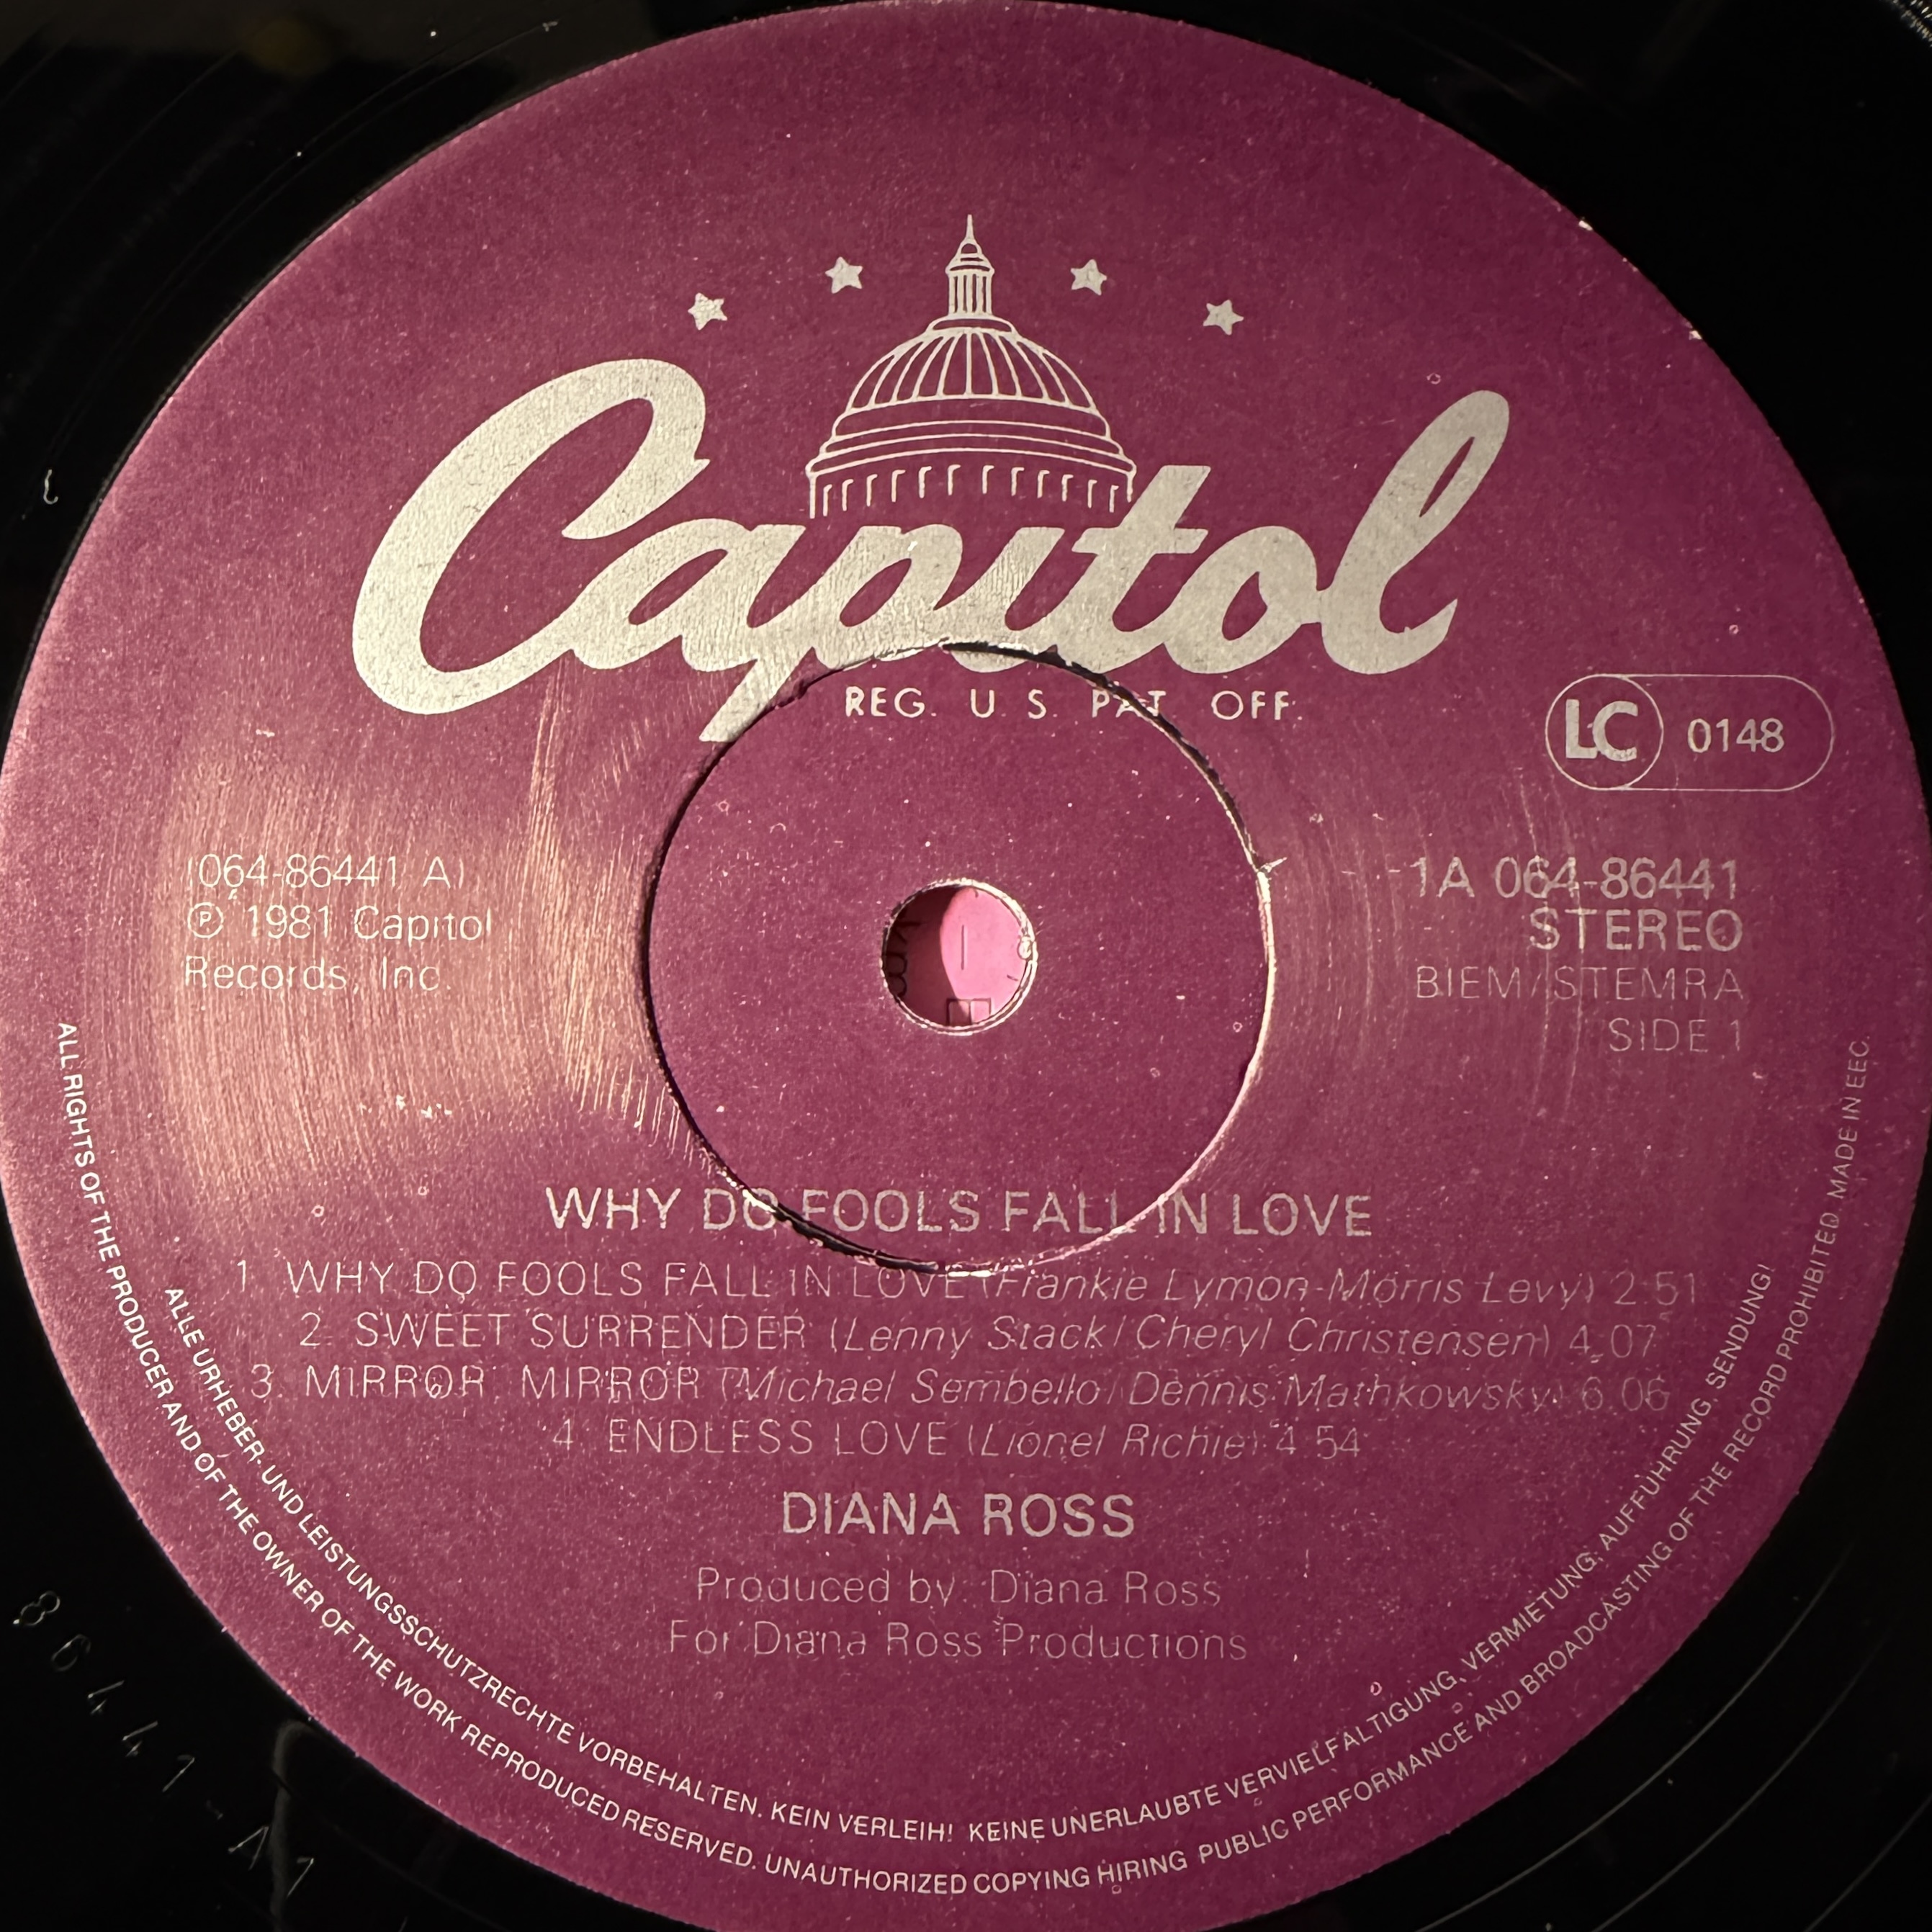 Capitol
REG. U.S. PAT. OFF.
LC 0148
(064-86441 A)
℗ 1981 Capitol
Records, Inc.
1A 064-86441
STEREO
BIEM/STEMRA
SIDE 1
WHY DO FOOLS FALL IN LOVE
1. WHY DO FOOLS FALL IN LOVE (Frankie Lymon-Morris Levy) 2:51
2. SWEET SURRENDER (Lenny Stack/Cheryl Christensen) 4:07
3. MIRROR, MIRROR (Michael Sembello/Dennis Mathkowsky) 6:06
4. ENDLESS LOVE (Lionel Richie) 4:54
DIANA ROSS
Produced by: Diana Ross
For Diana Ross Productions
ALLE URHEBER- UND LEISTUNGSSCHUTZRECHTE VORBEHALTEN. KEIN VERLEIH! KEINE UNERLAUBTE VERVIELFÄLTIGUNG, VERMIETUNG, AUFFÜHRUNG, SENDUNG!
ALL RIGHTS OF THE PRODUCER AND OF THE OWNER OF THE WORK REPRODUCED RESERVED. UNAUTHORIZED COPYING HIRING PUBLIC PERFORMANCE AND BROADCASTING OF THE RECORD PROHIBITED. MADE IN EEC.
86441-A1